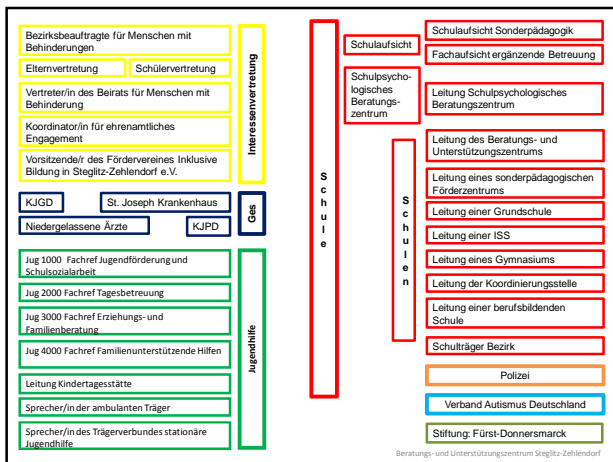 Bezirksbeauftragte für Menschen mit
Behinderungen
Elternvertretung
Schülervertretung
Vertreter/in des Beirats für Menschen mit
Behinderung
Koordinator/in für ehrenamtliches
Engagement
Vorsitzende/r des Fördervereines Inklusive
Bildung in Steglitz-Zehlendorf e.V.
Interessenvertretung
KJGD
St. Joseph Krankenhaus
Niedergelassene Ärzte
KJPD
Ges
Jug 1000 Fachref Jugendförderung und
Schulsozialarbeit
Jug 2000 Fachref Tagesbetreuung
Jug 3000 Fachref Erziehungs- und
Familienberatung
Jug 4000 Fachref Familienunterstützende Hilfen
Leitung Kindertagesstätte
Sprecher/in der ambulanten Träger
Sprecher/in des Trägerverbundes stationäre
Jugendhilfe
Jugendhilfe
Schule
Schulaufsicht
Schulaufsicht Sonderpädagogik
Fachaufsicht ergänzende Betreuung
Schulpsycho-
logisches
Beratungs-
zentrum
Leitung Schulpsychologisches
Beratungszentrum
Schulen
Leitung des Beratungs- und
Unterstützungszentrums
Leitung eines sonderpädagogischen
Förderzentrums
Leitung einer Grundschule
Leitung einer ISS
Leitung eines Gymnasiums
Leitung der Koordinierungsstelle
Leitung einer berufsbildenden
Schule
Schulträger Bezirk
Polizei
Verband Autismus Deutschland
Stiftung: Fürst-Donnersmarck
Beratungs- und Unterstützungszentrum Steglitz-Zehlendorf